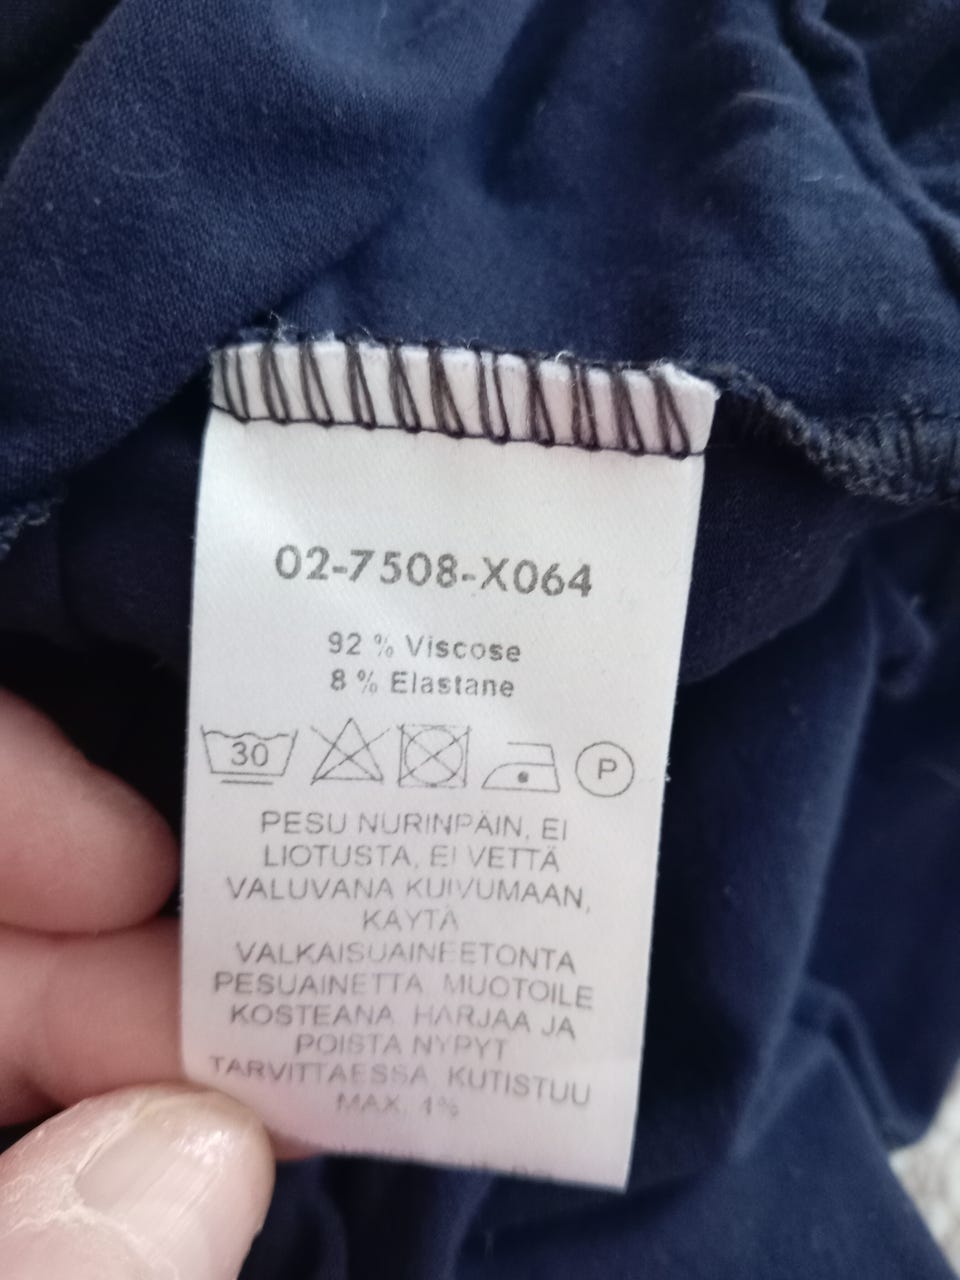 02-7508-X064
92 % Viscose
8 % Elastane
30 P
PESU NURINPÄIN, EI
LIOTUSTA, EI VETTÄ
VALUVANA KUIVUMAAN,
KÄYTÄ
VALKAISUAINEETONTA
PESUAINETTA MUOTOILE
KOSTEANA HARJAA JA
POISTA NYPYT
TARVITTAESSA KUTISTUU
MAX. 4%